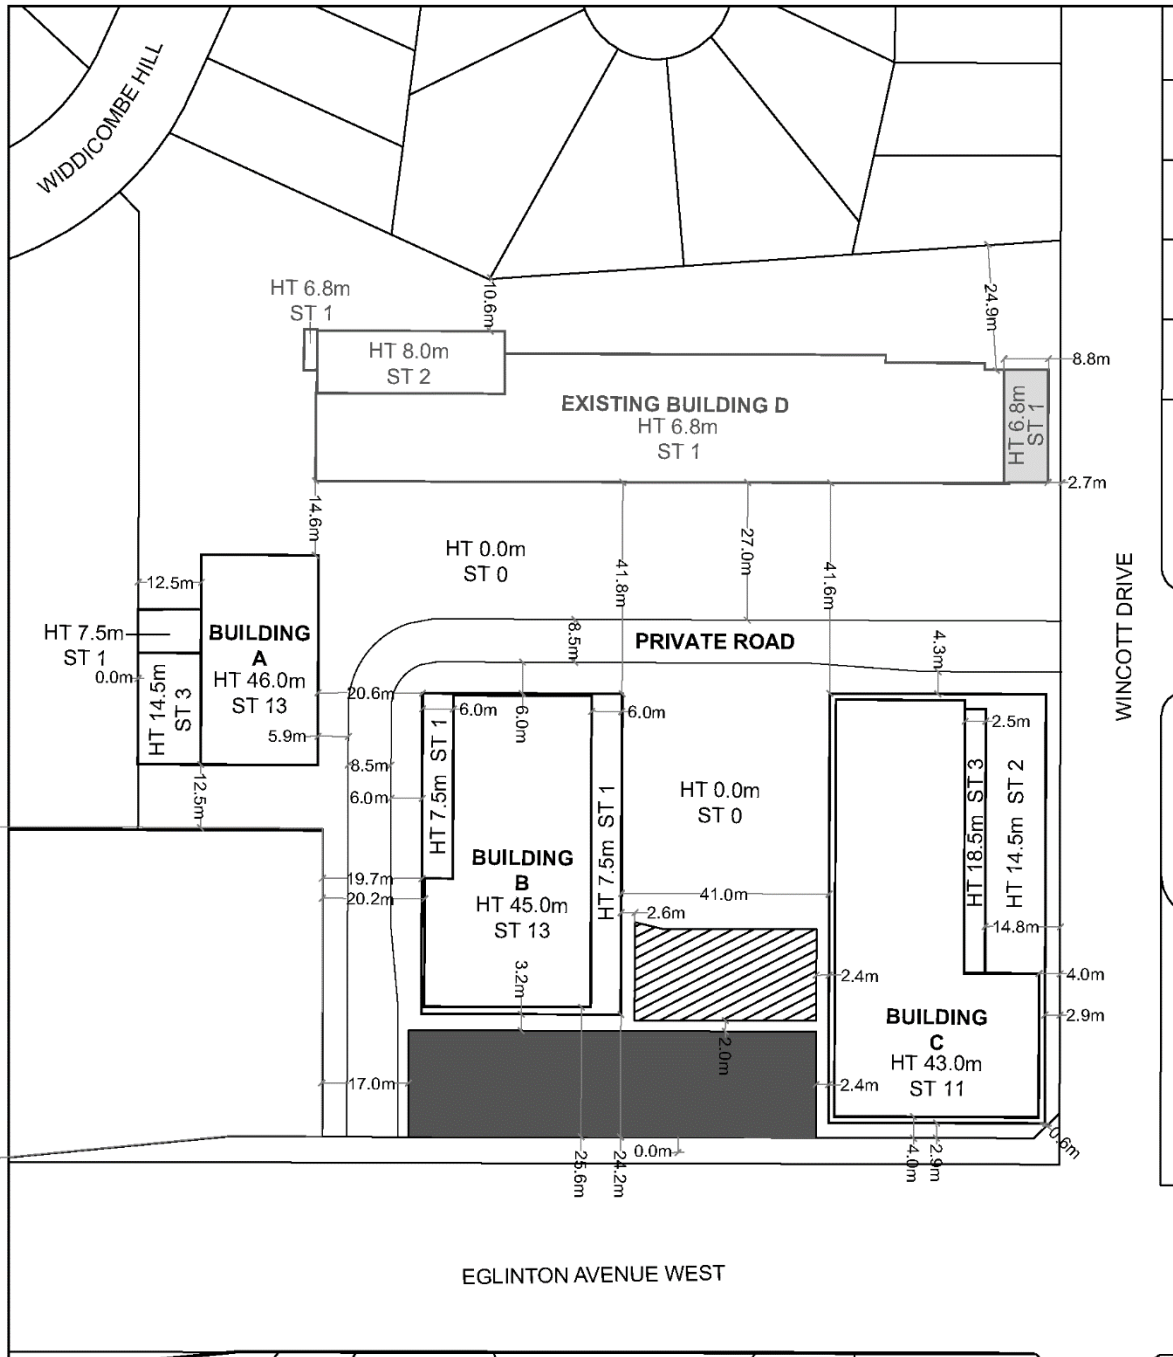 WIDDICOMBE HILL
HT 6.8m
ST 1
10.6m
24.9m
HT 8.0m
ST 2
8.8m
EXISTING BUILDING D
HT 6.8m
ST 1
HT 6.8m
ST 1
2.7m
14.6m
HT 0.0m
ST 0
41.8m
27.0m
41.6m
WINCOTT DRIVE
12.5m
HT 7.5m
ST 1
0.0m
BUILDING
A
HT 46.0m
ST 13
HT 14.5m
ST 3
8.5m
PRIVATE ROAD
4.3m
20.6m
6.0m
6.0m
6.0m
2.5m
5.9m
8.5m
6.0m
12.5m
HT 7.5m ST 1
HT 7.5m ST 1
HT 0.0m
ST 0
HT 18.5m ST 3
HT 14.5m ST 2
BUILDING
B
HT 45.0m
ST 13
19.7m
20.2m
41.0m
2.6m
14.8m
3.2m
2.4m
4.0m
2.9m
BUILDING
C
HT 43.0m
ST 11
2.0m
17.0m
2.4m
0.6m
0.0m
25.6m
24.2m
4.0m
2.9m
EGLINTON AVENUE WEST